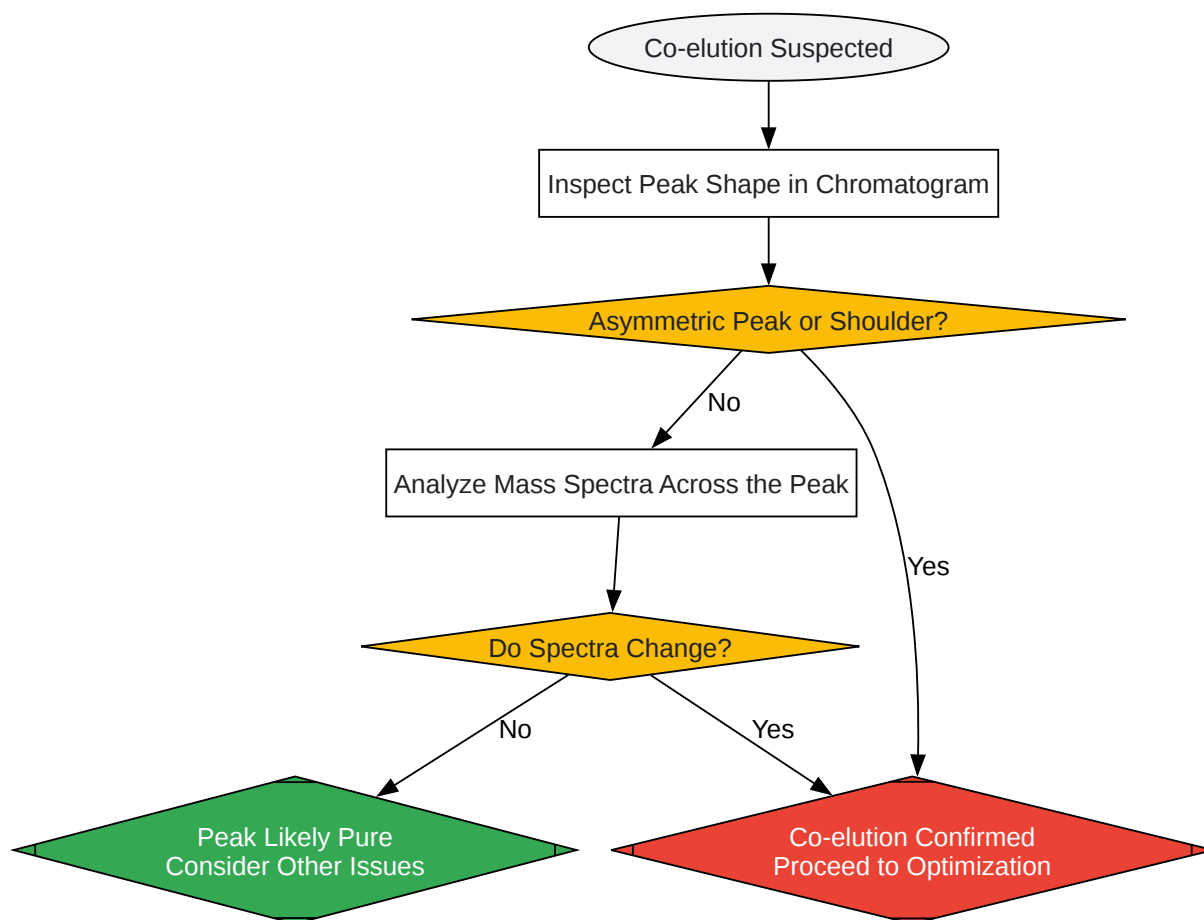 Co-elution Suspected
Inspect Peak Shape in Chromatogram
Asymmetric Peak or Shoulder?
No
Analyze Mass Spectra Across the Peak
Yes
Do Spectra Change?
No
Yes
Peak Likely Pure
Consider Other Issues
Co-elution Confirmed
Proceed to Optimization